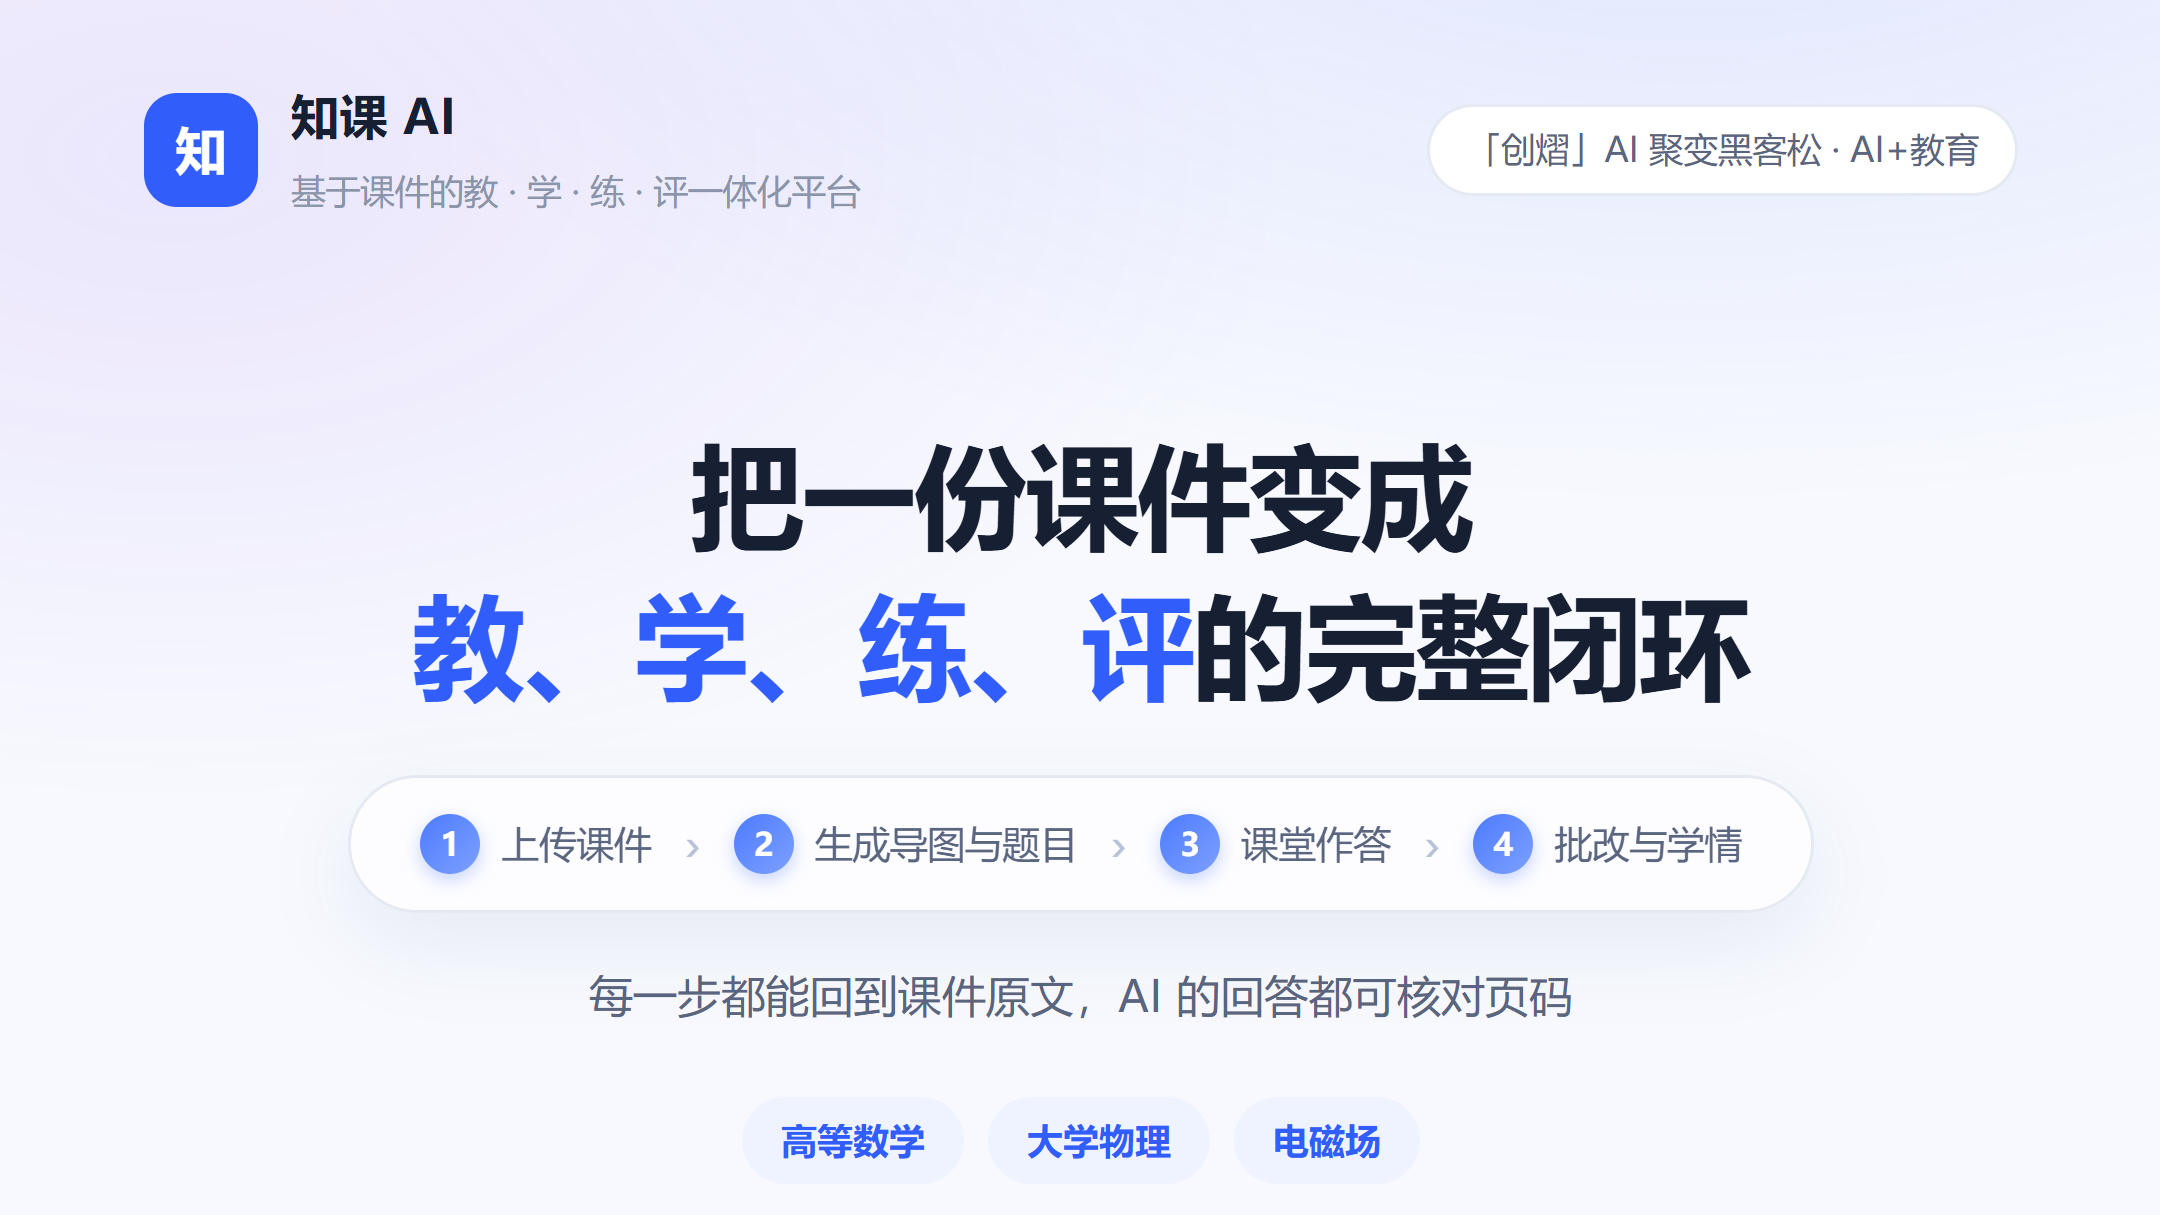 知
知课 AI
基于课件的教 · 学 · 练 · 评一体化平台
「创熠」AI 聚变黑客松 · AI+教育
把一份课件变成
教、学、练、评的完整闭环
1 上传课件 › 2 生成导图与题目 › 3 课堂作答 › 4 批改与学情
每一步都能回到课件原文，AI 的回答都可核对页码
高等数学 大学物理 电磁场